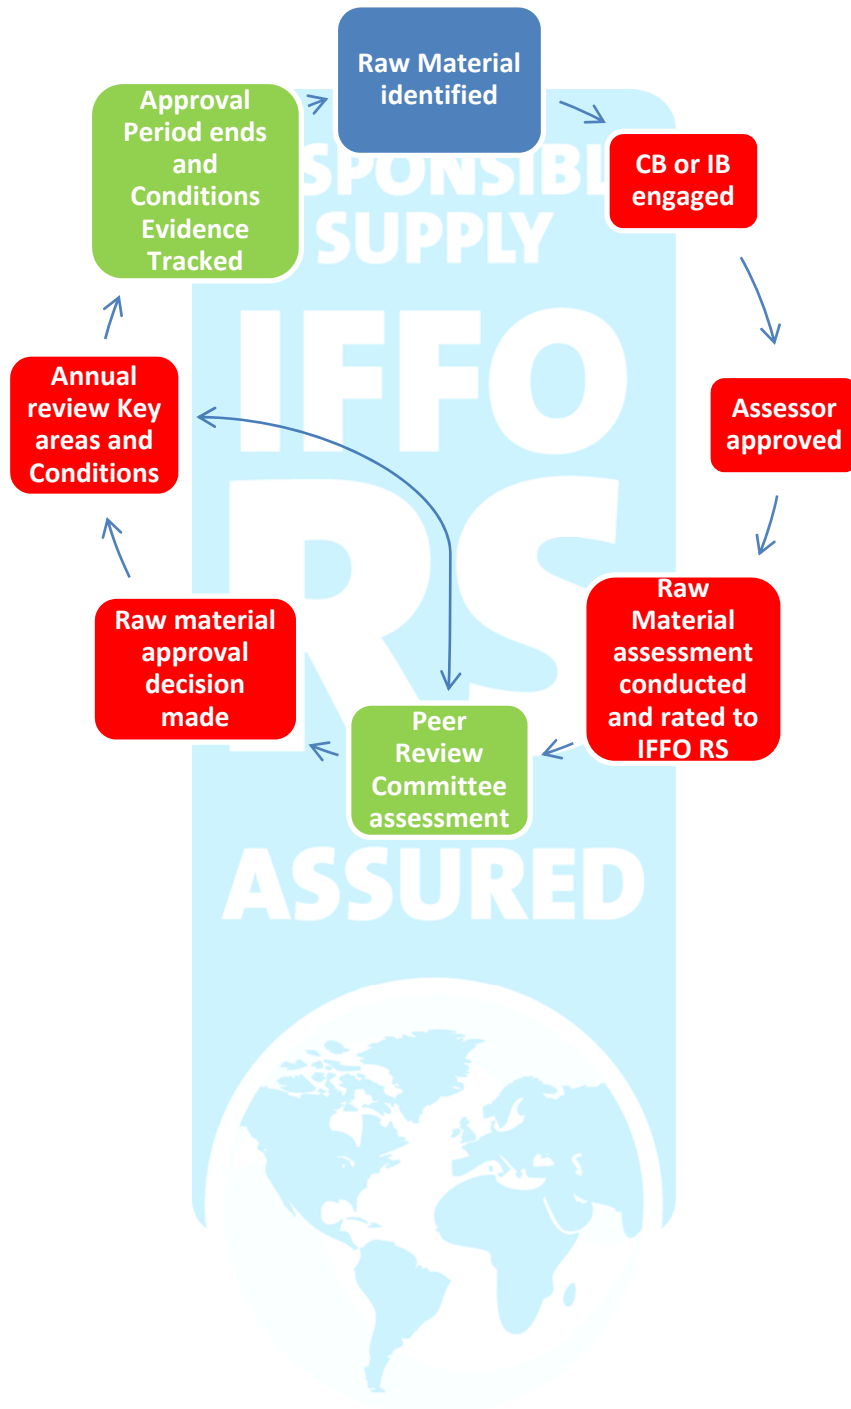 Raw Material
identified
CB or IB
engaged
Assessor
approved
Raw
Material
assessment
conducted
and rated to
IFFO RS
Peer
Review
Committee
assessment
Raw material
approval
decision
made
Annual
review Key
areas and
Conditions
Approval
Period ends
and
Conditions
Evidence
Tracked
SUPPLY
IFFO
RS
ASSURED